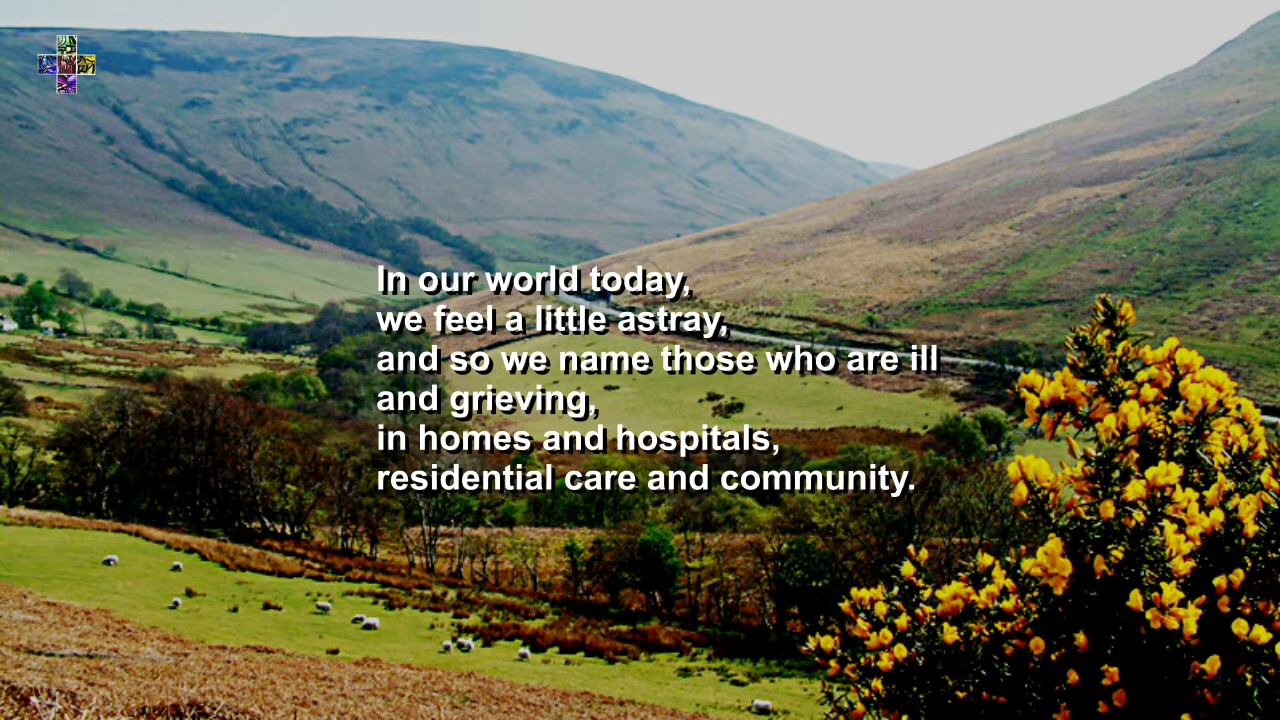 In our world today,
we feel a little astray,
and so we name those who are ill
and grieving,
in homes and hospitals,
residential care and community.